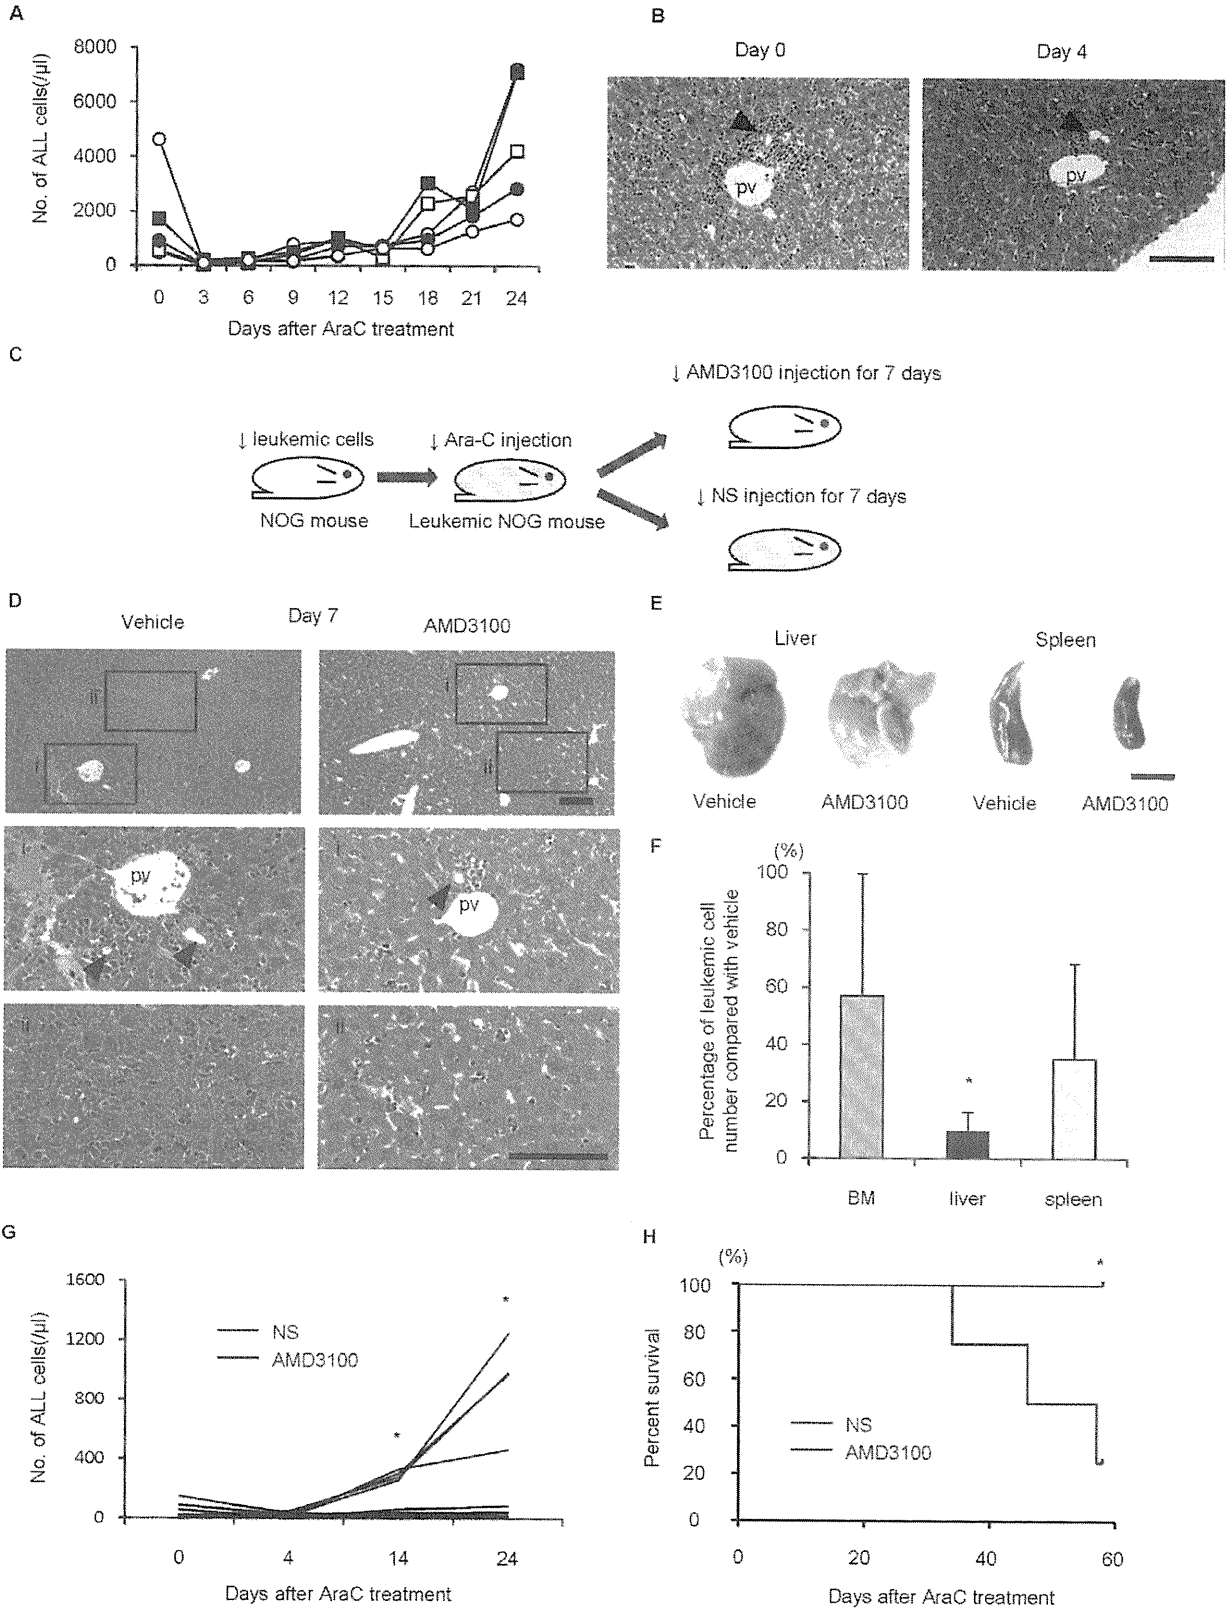 A
No. of ALL cells(/µl)
8000
6000
4000
2000
0
0 3 6 9 12 15 18 21 24
Days after AraC treatment
B
Day 0 Day 4
pv
pv
C
↓ leukemic cells
NOG mouse
↓ Ara-C injection
Leukemic NOG mouse
↓ AMD3100 injection for 7 days
↓ NS injection for 7 days
D
Vehicle Day 7 AMD3100
ii
i
i
ii
i
pv
i
pv
ii
ii
E
Liver Spleen
Vehicle AMD3100 Vehicle AMD3100
F
(%)
Percentage of leukemic cell
number compared with vehicle
100
80
60
40
20
0
*
BM liver spleen
G
No. of ALL cells(/µl)
1600
1200
800
400
0
NS
AMD3100
*
*
0 4 14 24
Days after AraC treatment
H
(%)
Percent survival
100
80
60
40
20
0
*
NS
AMD3100
0 20 40 60
Days after AraC treatment